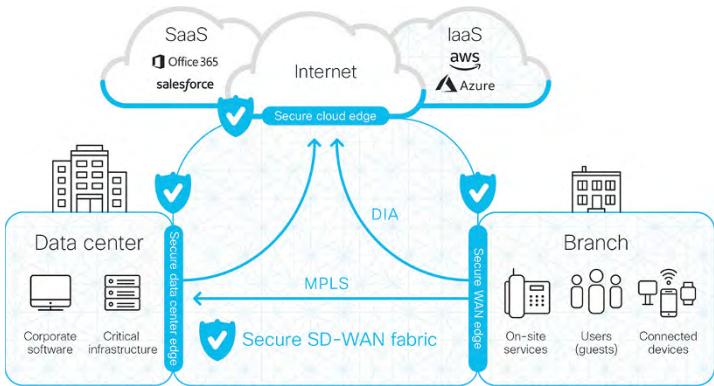 SaaS
Office 365
salesforce
Internet
IaaS
aws
Azure
Secure cloud edge
Data center
Corporate
software
Critical
infrastructure
Secure data center edge
DIA
MPLS
Secure SD-WAN fabric
Secure WAN edge
Branch
On-site
services
Users
(guests)
Connected
devices